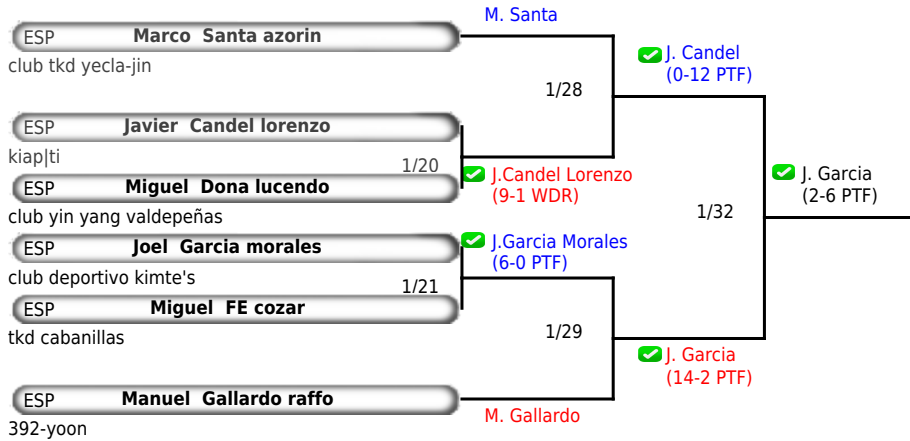 M. Santa
ESP Marco Santa azorin
club tkd yecla-jin
J. Candel
(0-12 PTF)
1/28
ESP Javier Candel lorenzo
kiap|ti
1/20
J.Candel Lorenzo
(9-1 WDR)
ESP Miguel Dona lucendo
club yin yang valdepeñas
J. Garcia
(2-6 PTF)
1/32
ESP Joel Garcia morales
club deportivo kimte's
J.Garcia Morales
(6-0 PTF)
1/21
ESP Miguel FE cozar
tkd cabanillas
1/29
J. Garcia
(14-2 PTF)
ESP Manuel Gallardo raffo
392-yoon
M. Gallardo